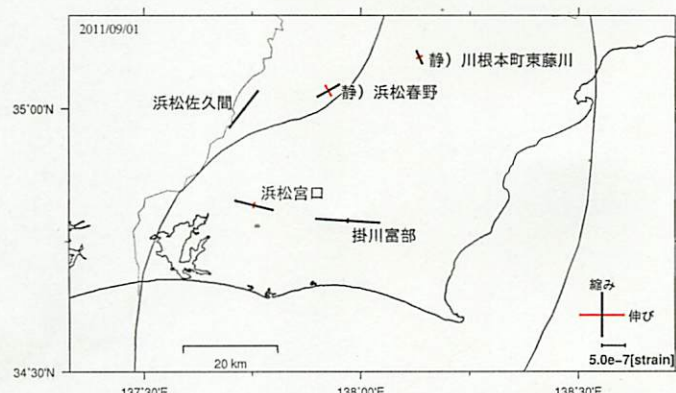 2011/09/01
静）川根本町東藤川
35°00'N
浜松佐久間
静）浜松春野
浜松宮口
掛川富部
縮み
伸び
5.0e-7[strain]
20 km
34°30'N
137°30'E
138°00'E
138°30'E